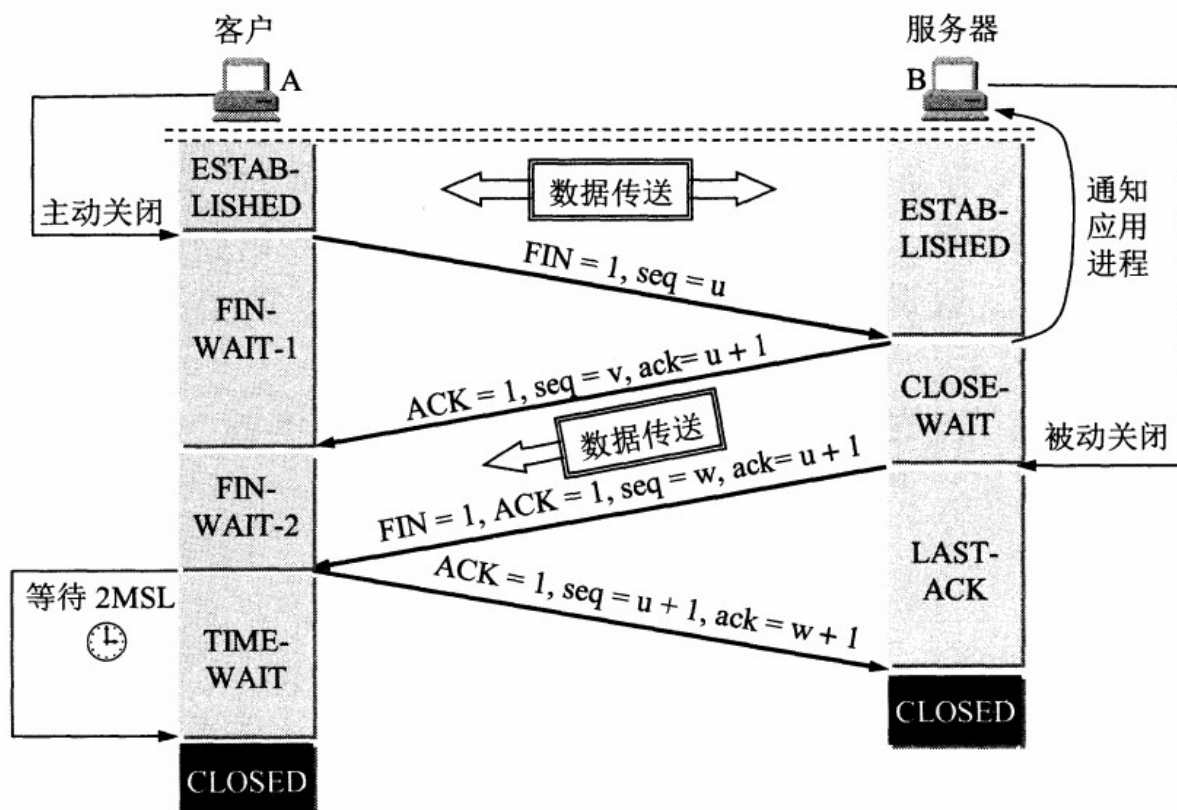 客户
服务器
A
B
ESTAB-
LISHED
数据传送
ESTAB-
LISHED
通知
应用
进程
主动关闭
FIN = 1, seq = u
FIN-
WAIT-1
ACK = 1, seq = v, ack= u + 1
CLOSE-
WAIT
数据传送
被动关闭
FIN = 1, ACK = 1, seq = w, ack= u + 1
FIN-
WAIT-2
LAST-
ACK
ACK = 1, seq = u + 1, ack = w + 1
等待 2MSL
TIME-
WAIT
CLOSED
CLOSED